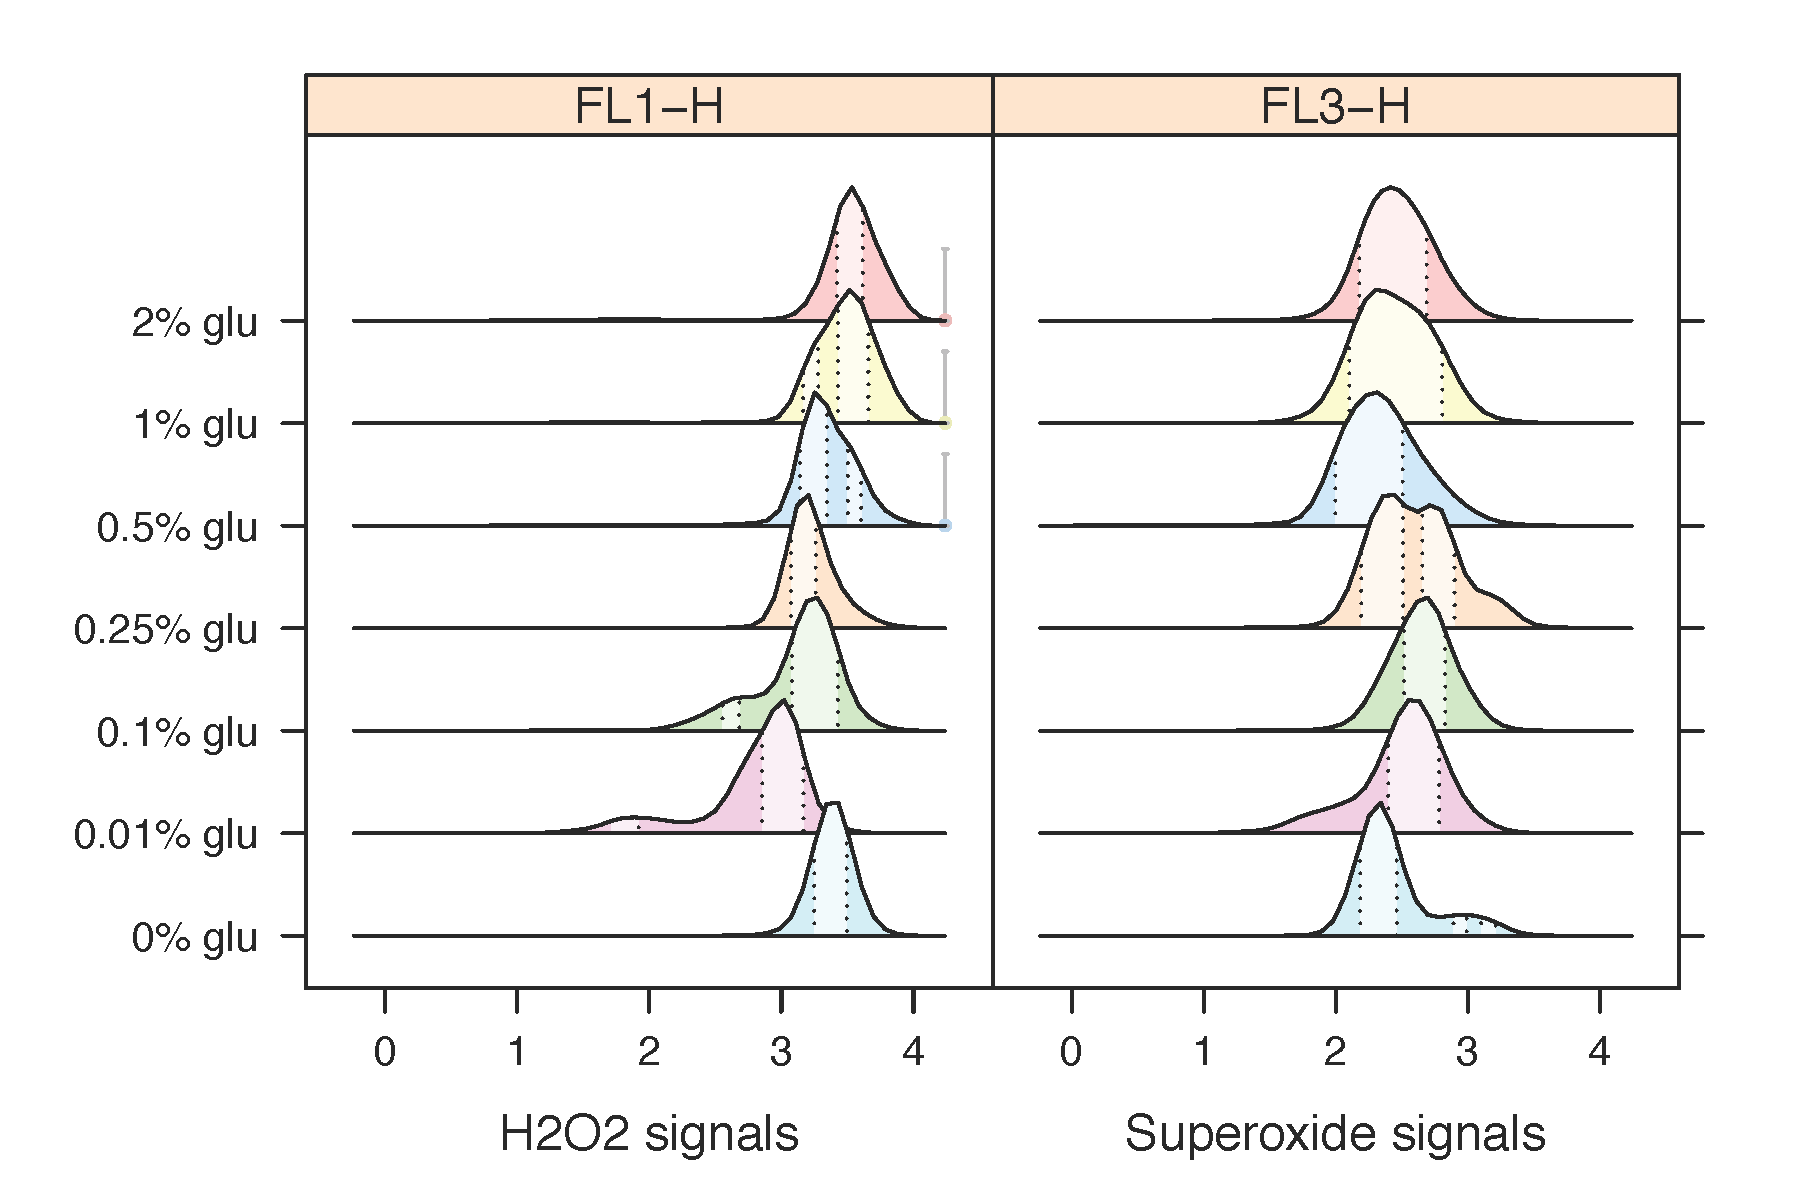 FL1−H FL3−H
2% glu
1% glu
0.5% glu
0.25% glu
0.1% glu
0.01% glu
0% glu
0 1 2 3 4 0 1 2 3 4
H2O2 signals Superoxide signals